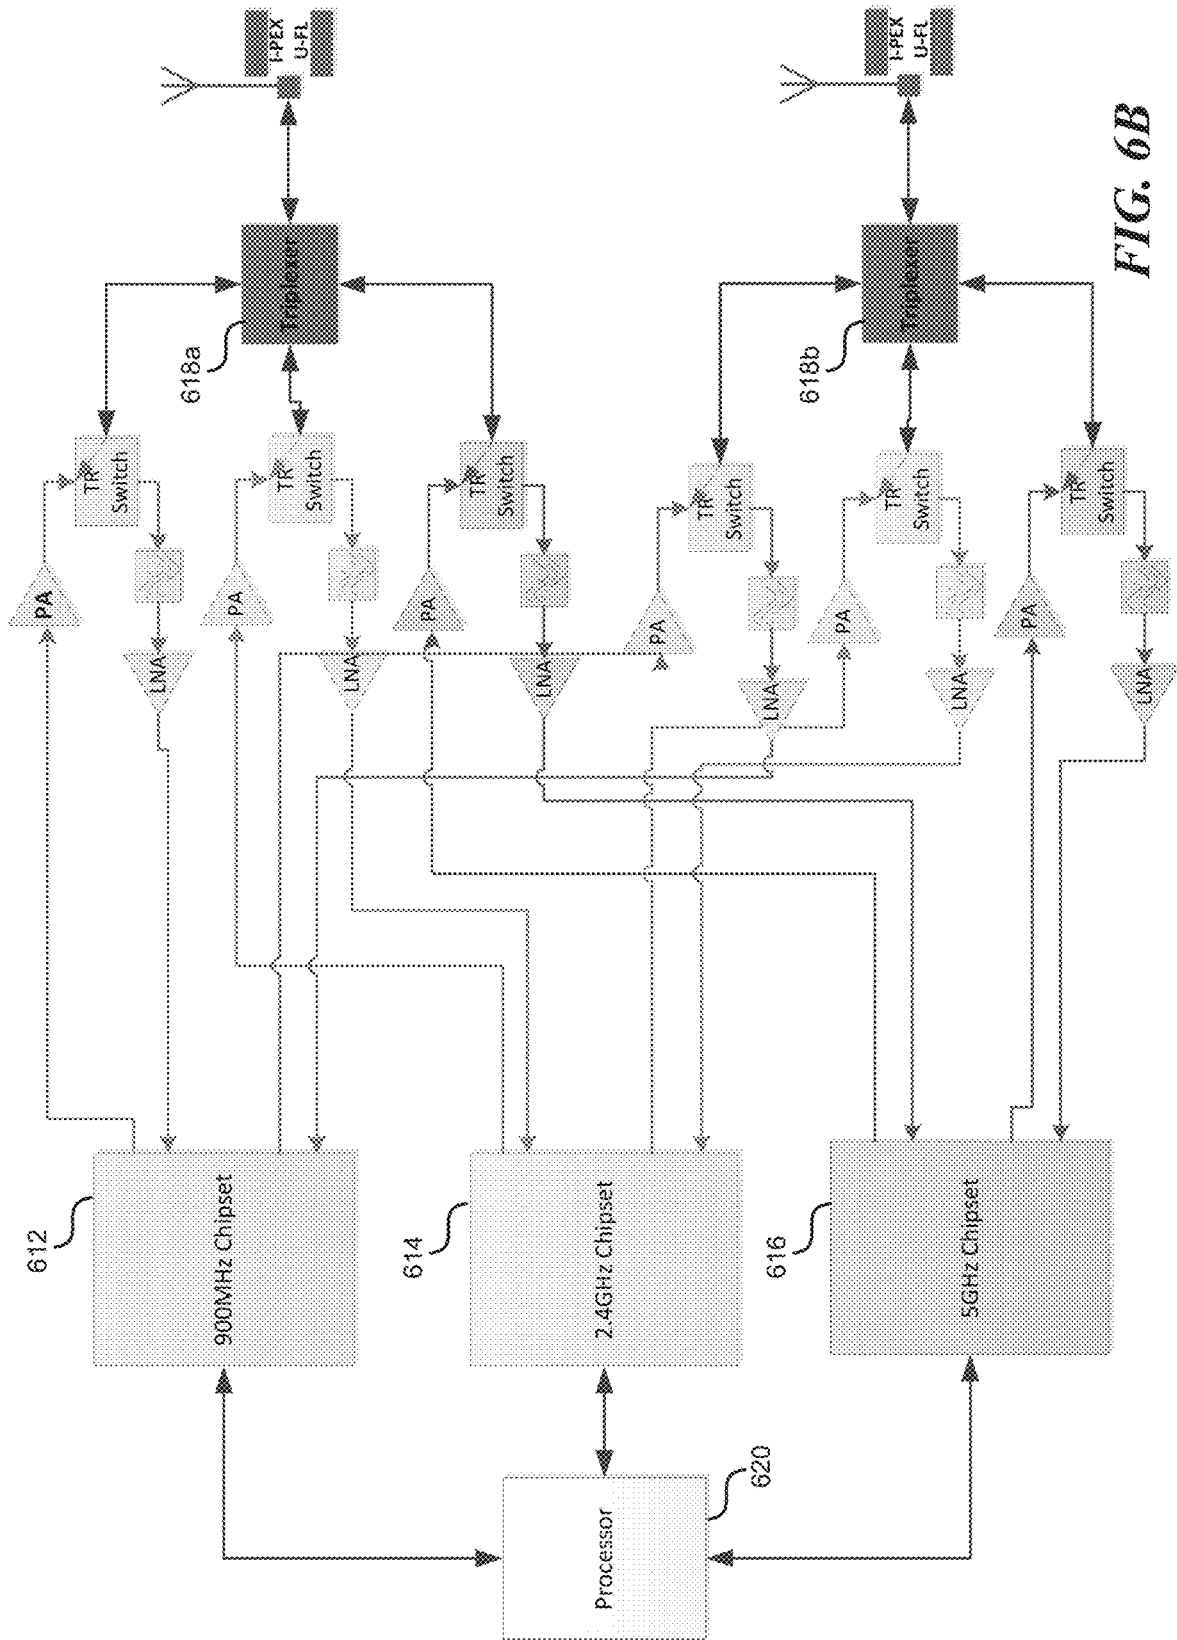 Processor
620
900MHz Chipset
612
2.4GHz Chipset
614
5GHz Chipset
616
PA
LNA
TR
Switch
PA
LNA
TR
Switch
PA
LNA
TR
Switch
PA
LNA
TR
Switch
PA
LNA
TR
Switch
PA
LNA
TR
Switch
Triplexer
618a
Triplexer
618b
I-PEX
U-FL
I-PEX
U-FL
FIG. 6B